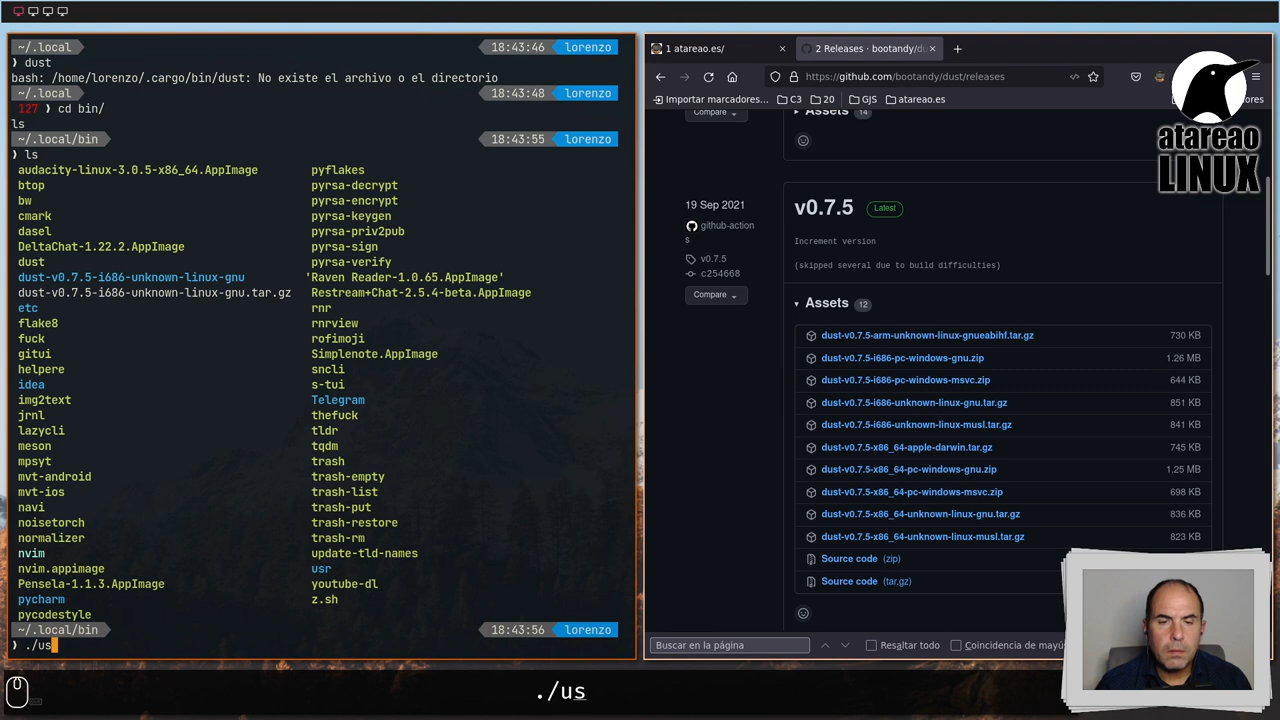 ~/.local 18:43:46 lorenzo
❯ dust
bash: /home/lorenzo/.cargo/bin/dust: No existe el archivo o el directorio
~/.local 18:43:48 lorenzo
127 ❯ cd bin/
ls
~/.local/bin 18:43:55 lorenzo
❯ ls
audacity-linux-3.0.5-x86_64.AppImage pyflakes
btop pyrsa-decrypt
bw pyrsa-encrypt
cmark pyrsa-keygen
dasel pyrsa-priv2pub
DeltaChat-1.22.2.AppImage pyrsa-sign
dust pyrsa-verify
dust-v0.7.5-i686-unknown-linux-gnu 'Raven Reader-1.0.65.AppImage'
dust-v0.7.5-i686-unknown-linux-gnu.tar.gz Restream+Chat-2.5.4-beta.AppImage
etc rnr
flake8 rnrview
fuck rofimoji
gitui Simplenote.AppImage
helpere sncli
idea s-tui
img2text Telegram
jrnl thefuck
lazycli tldr
meson tqdm
mpsyt trash
mvt-android trash-empty
mvt-ios trash-list
navi trash-put
noisetorch trash-restore
normalizer trash-rm
nvim update-tld-names
nvim.appimage usr
Pensela-1.1.3.AppImage youtube-dl
pycharm z.sh
pycodestyle
~/.local/bin 18:43:56 lorenzo
❯ ./us
1 atareao.es/
2 Releases · bootandy/du
https://github.com/bootandy/dust/releases
Importar marcadores... C3 20 GJS atareao.es
atareao
LINUX
Compare
Assets 14
19 Sep 2021
github-action
s
v0.7.5
c254668
Compare
v0.7.5 Latest
Increment version
(skipped several due to build difficulties)
Assets 12
dust-v0.7.5-arm-unknown-linux-gnueabihf.tar.gz 730 KB
dust-v0.7.5-i686-pc-windows-gnu.zip 1.26 MB
dust-v0.7.5-i686-pc-windows-msvc.zip 644 KB
dust-v0.7.5-i686-unknown-linux-gnu.tar.gz 851 KB
dust-v0.7.5-i686-unknown-linux-musl.tar.gz 841 KB
dust-v0.7.5-x86_64-apple-darwin.tar.gz 745 KB
dust-v0.7.5-x86_64-pc-windows-gnu.zip 1.25 MB
dust-v0.7.5-x86_64-pc-windows-msvc.zip 698 KB
dust-v0.7.5-x86_64-unknown-linux-gnu.tar.gz 836 KB
dust-v0.7.5-x86_64-unknown-linux-musl.tar.gz 823 KB
Source code (zip)
Source code (tar.gz)
Buscar en la página Resaltar todo Coincidencia de mayú
./us